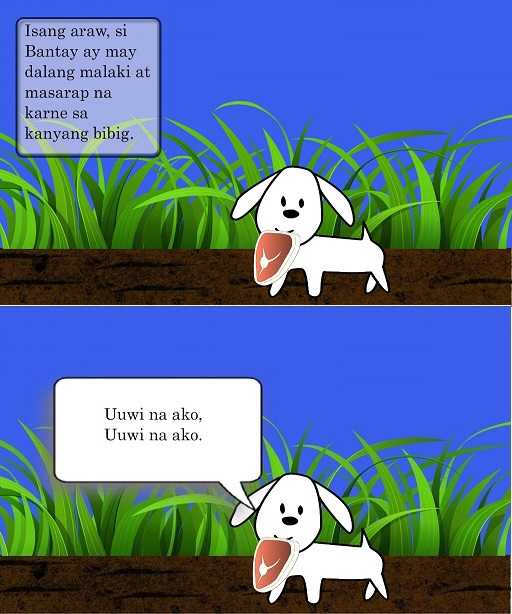 Isang araw, si
Bantay ay may
dalang malaki at
masarap na
karne sa
kanyang bibig.
Uuwi na ako,
Uuwi na ako.